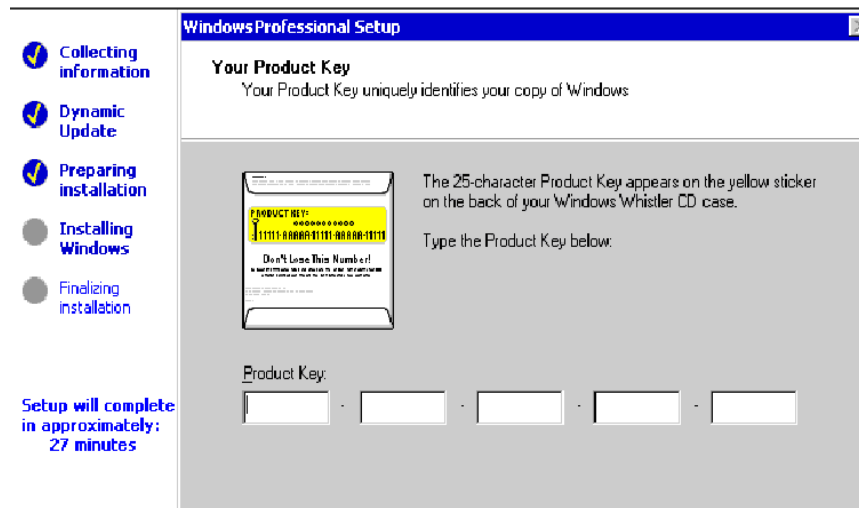 Windows Professional Setup
Collecting
information
Dynamic
Update
Preparing
installation
Installing
Windows
Finalizing
installation
Setup will complete
in approximately:
27 minutes
Your Product Key
Your Product Key uniquely identifies your copy of Windows
PRODUCT KEY:
11111-AAAAA-11111-AAAAA-11111
Don't Lose This Number!
The 25-character Product Key appears on the yellow sticker
on the back of your Windows Whistler CD case.
Type the Product Key below:
Product Key:
- - - -